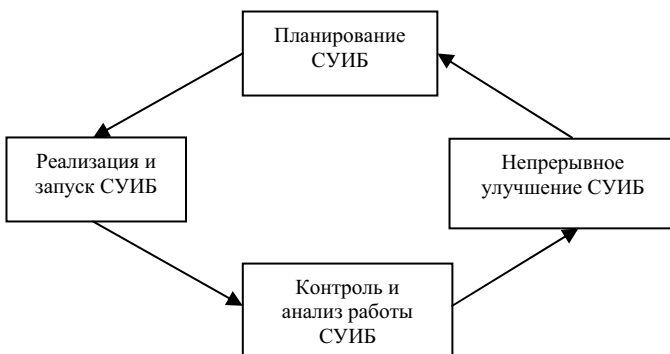 Планирование
СУИБ
Реализация и
запуск СУИБ
Непрерывное
улучшение СУИБ
Контроль и
анализ работы
СУИБ